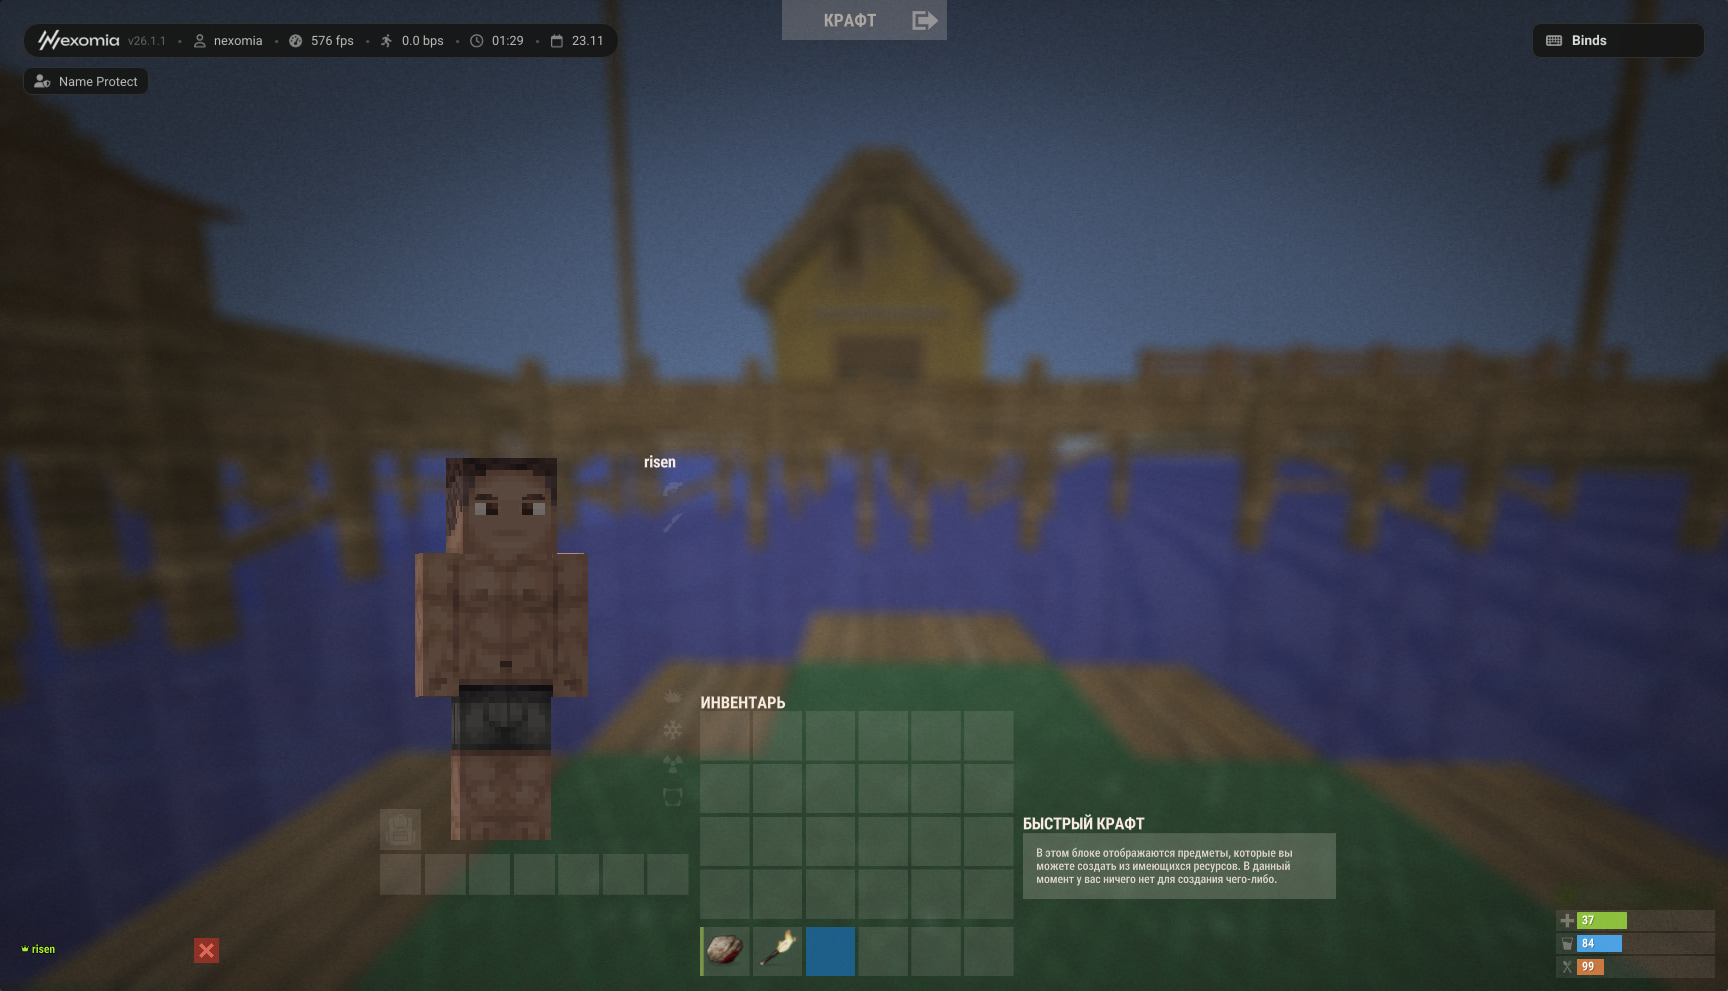 КРАФТ
Nexomia v26.1.1 • nexomia • 576 fps • 0.0 bps • 01:29 • 23.11
Binds
Name Protect
risen
ИНВЕНТАРЬ
БЫСТРЫЙ КРАФТ
В этом блоке отображаются предметы, которые вы
можете создать из имеющихся ресурсов. В данный
момент у вас ничего нет для создания чего-либо.
37
84
99
risen